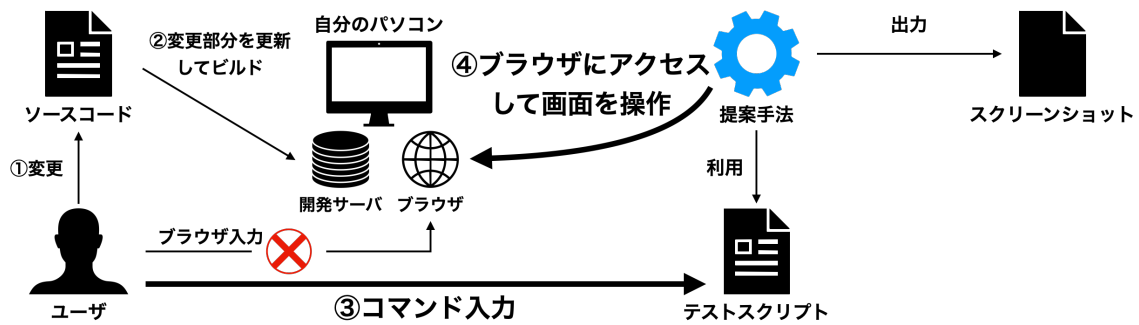 自分のパソコン
出力
②変更部分を更新
してビルド
④ブラウザにアクセス
して画面を操作
ソースコード
提案手法
スクリーンショット
①変更
利用
開発サーバ
ブラウザ
ブラウザ入力
ユーザ
③コマンド入力
テストスクリプト